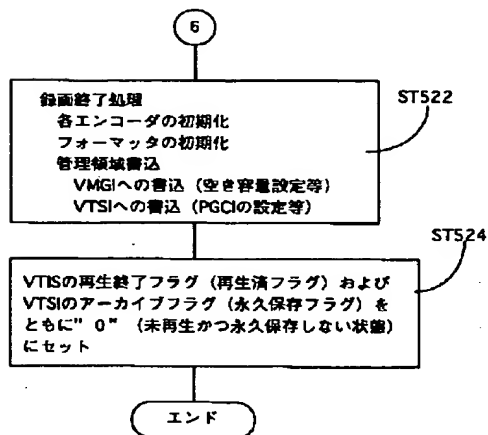 6
録画終了処理
各エンコーダの初期化
フォーマッタの初期化
管理領域書込
VMGIへの書込（空き容量設定等）
VTSIへの書込（PGCIの設定等）
ST522
ST524
VTISの再生終了フラグ（再生済フラグ）および
VTSIのアーカイブフラグ（永久保存フラグ）を
ともに"0"（未再生かつ永久保存しない状態）
にセット
エンド